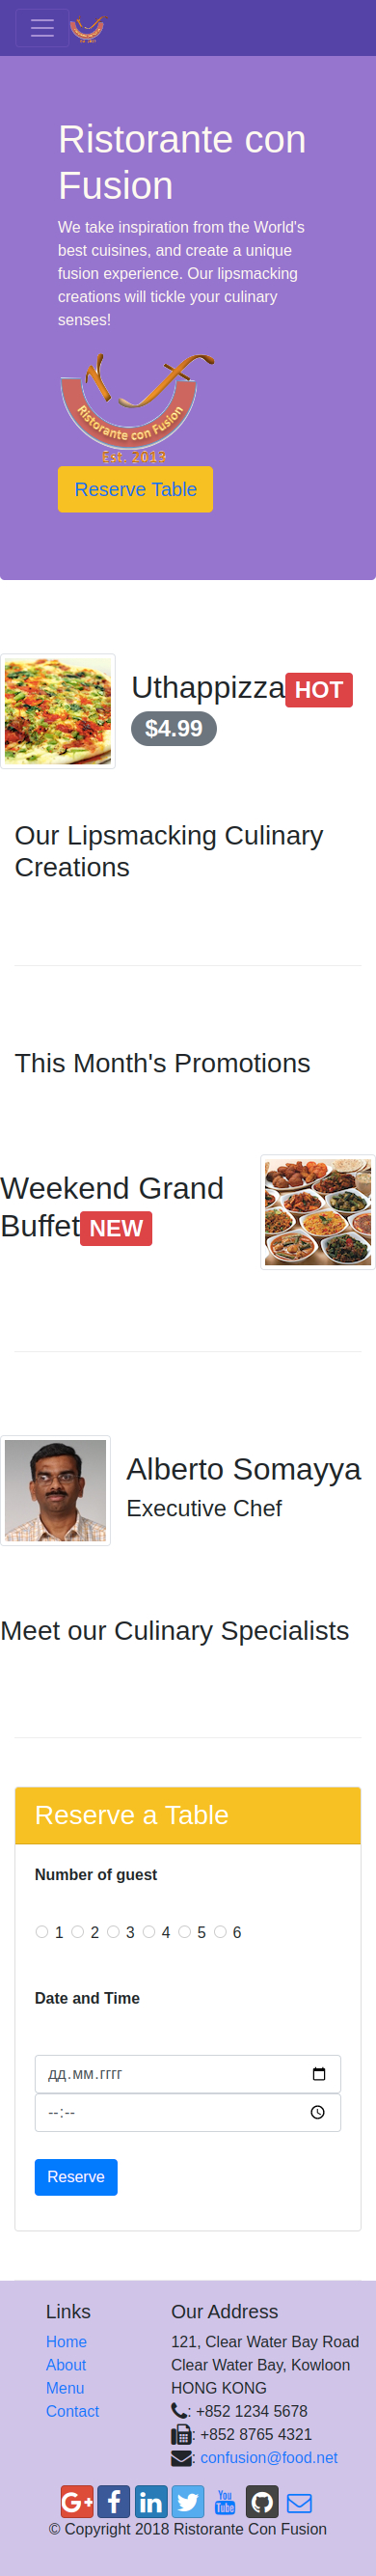 Ristorante con
Fusion
We take inspiration from the World's
best cuisines, and create a unique
fusion experience. Our lipsmacking
creations will tickle your culinary
senses!
Ristorante con Fusion
Est. 2019
Reserve Table
Uthappizza HOT
$4.99
Our Lipsmacking Culinary
Creations
This Month's Promotions
Weekend Grand
Buffet NEW
Alberto Somayya
Executive Chef
Meet our Culinary Specialists
Reserve a Table
Number of guest
1 2 3 4 5 6
Date and Time
дд.мм.гггг
--:--
Reserve
Links
Home
About
Menu
Contact
Our Address
121, Clear Water Bay Road
Clear Water Bay, Kowloon
HONG KONG
: +852 1234 5678
: +852 8765 4321
: confusion@food.net
G+ f in You Tube
© Copyright 2018 Ristorante Con Fusion